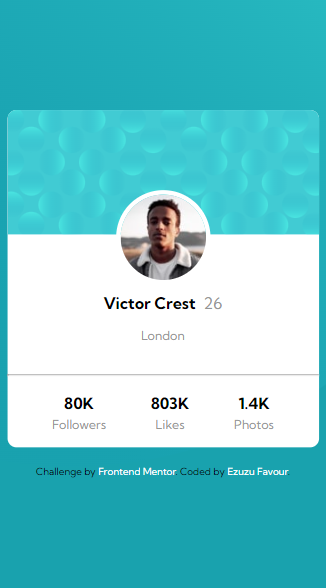 Victor Crest 26
London
80K 803K 1.4K
Followers Likes Photos
Challenge by Frontend Mentor. Coded by Ezuzu Favour.